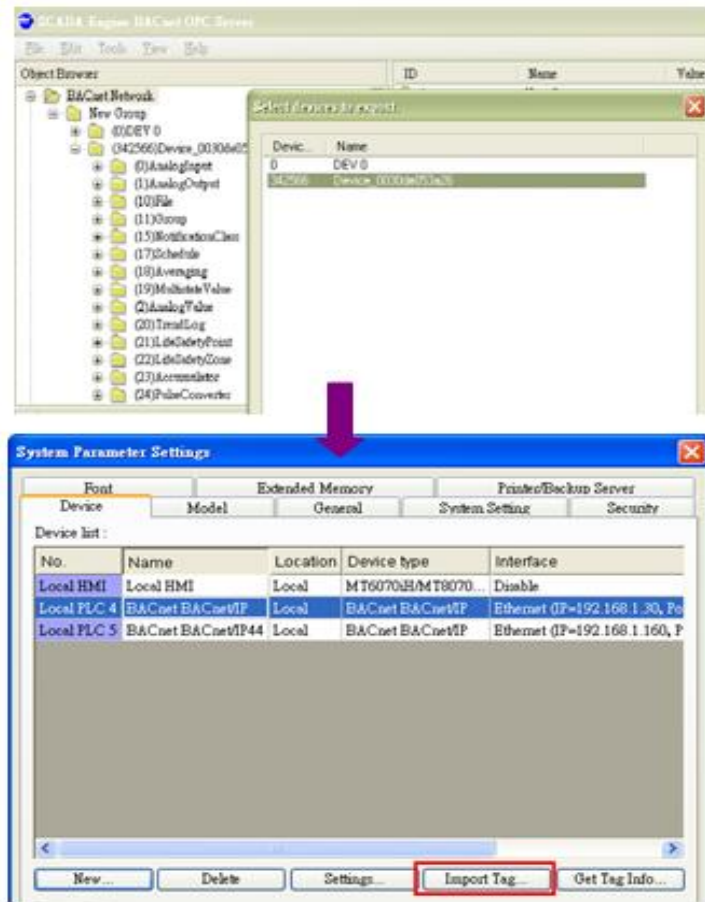 SCADA Engine BACnet OPC Server
File Edit Tools View Help
Object Browser
ID Name Value
BACnet Network
New Group
(0)DEV 0
(342566)Device_0030de05
(0)AnalogInput
(1)AnalogOutput
(10)File
(11)Group
(15)NotificationClass
(17)Schedule
(18)Averaging
(19)MultistateValue
(2)AnalogValue
(20)TrendLog
(21)LifeSafetyPoint
(22)LifeSafetyZone
(23)Accumulator
(24)PulseConverter
Select devices to export.
Devic... Name
0 DEV 0
342566 Device_0030de053a26
System Parameter Settings
Font Extended Memory Printer/Backup Server
Device Model General System Setting Security
Device list :
No. Name Location Device type Interface
Local HMI Local HMI Local MT6070iH/MT8070... Disable
Local PLC 4 BACnet BACnet/IP Local BACnet BACnet/IP Ethernet (IP=192.168.1.30, Po
Local PLC 5 BACnet BACnet/IP44 Local BACnet BACnet/IP Ethernet (IP=192.168.1.160, P
New... Delete Settings... Import Tag... Get Tag Info...